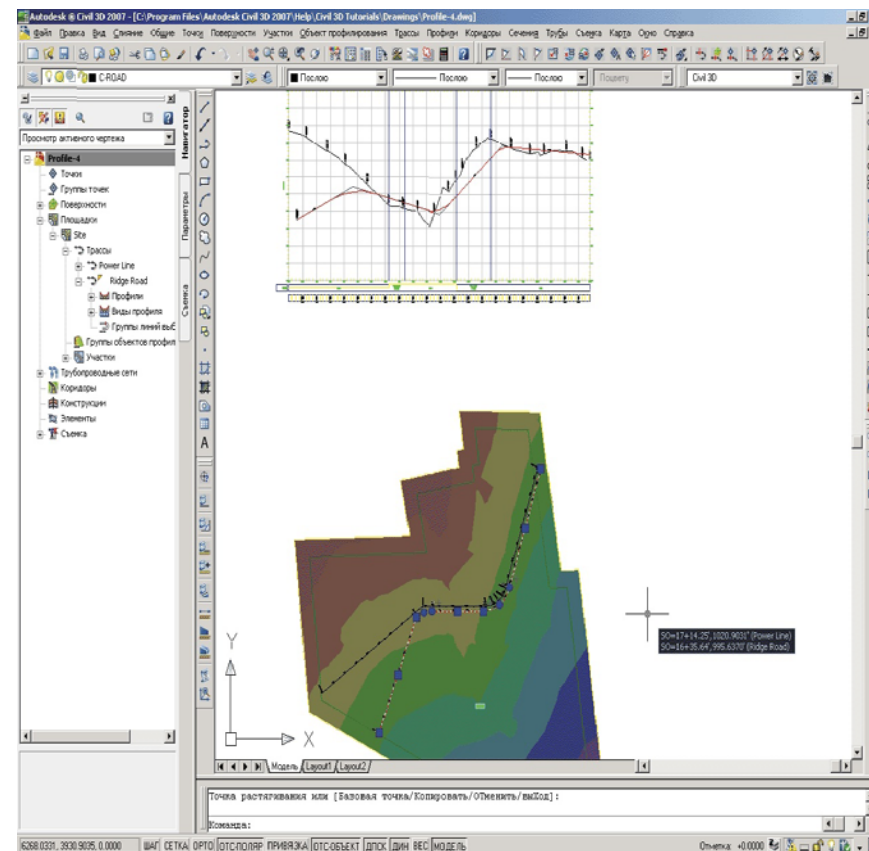 Autodesk ® Civil 3D 2007 - [C:\Program Files\Autodesk Civil 3D 2007\Help\Civil 3D Tutorials\Drawings\Profile-4.dwg]
Файл Правка Вид Слияние Общие Точки Поверхности Участки Объект профилирования Трассы Профили Коридоры Сечения Трубы Съемка Карта Окно Справка
C-ROAD Послою Послою Послою Поцвету Civil 3D
Просмотр активного чертежа
Навигатор
Параметры
Съемка
Profile-4
Точки
Группы точек
Поверхности
Площадки
Site
Трассы
Power Line
Ridge Road
Профили
Виды профиля
Группы линий выб
Группы объектов профил
Участки
Трубопроводные сети
Коридоры
Конструкции
Элементы
Съемка
A
SO=17+14.25',1020.9031' (Power Line)
SO=16+35.64',995.6370' (Ridge Road)
Y
X
Модель Layout1 Layout2
Точка растягивания или [Базовая точка/Копировать/ОТменить/выХод]:
Команда:
6268.0331, 3930.9035, 0.0000 ШАГ СЕТКА ОРТО ОТС-ПОЛЯР ПРИВЯЗКА ОТС-ОБЪЕКТ ДПСК ДИН ВЕС МОДЕЛЬ Отметка: +0.0000